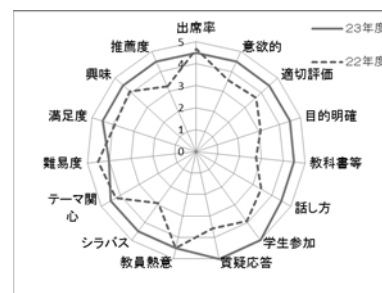 出席率
意欲的
適切評価
目的明確
教科書等
話し方
学生参加
質疑応答
教員熱意
シラバス
テーマ関
心
難易度
満足度
興味
推薦度
5
4
3
2
1
0
23年度
22年度